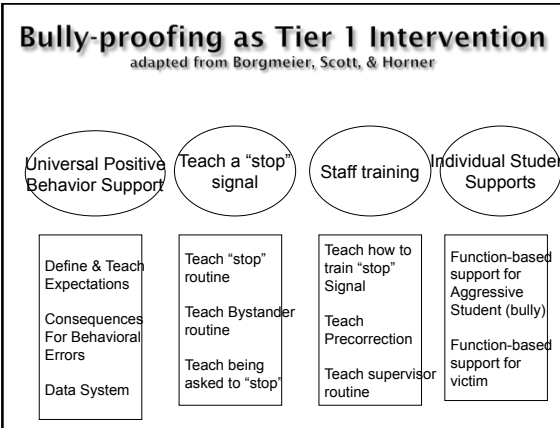 Bully-proofing as Tier 1 Intervention
adapted from Borgmeier, Scott, & Horner
Universal Positive
Behavior Support
Teach a “stop”
signal
Staff training
Individual Studen
Supports
Define & Teach
Expectations
Consequences
For Behavioral
Errors
Data System
Teach “stop”
routine
Teach Bystander
routine
Teach being
asked to “stop”
Teach how to
train “stop”
Signal
Teach
Precorrection
Teach supervisor
routine
Function-based
support for
Aggressive
Student (bully)
Function-based
support for
victim